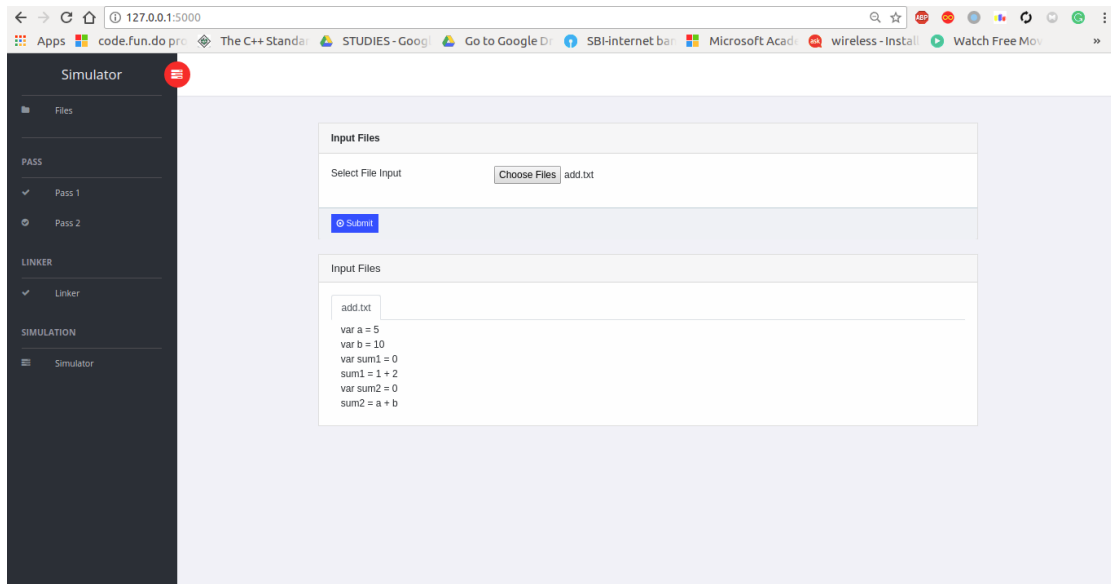 127.0.0.1:5000
Apps code.fun.do pro The C++ Standar STUDIES - Googl Go to Google Dr SBI-internet ban Microsoft Acade ask wireless - Install Watch Free Mov »
Simulator
Files
PASS
Pass 1
Pass 2
LINKER
Linker
SIMULATION
Simulator
Input Files
Select File Input Choose Files add.txt
Submit
Input Files
add.txt
var a = 5
var b = 10
var sum1 = 0
sum1 = 1 + 2
var sum2 = 0
sum2 = a + b